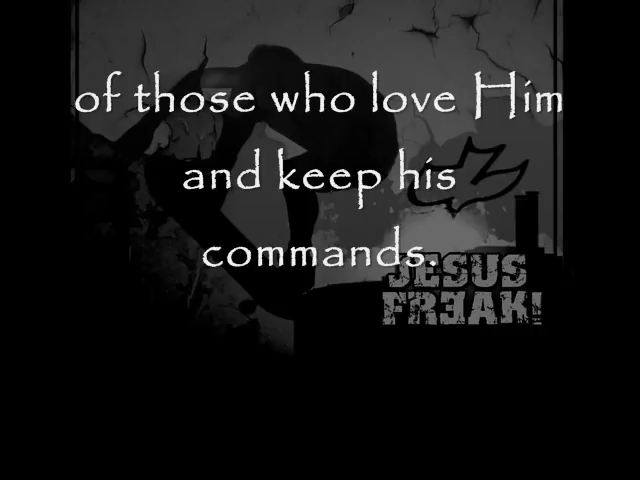 of those who love Him
and keep his
commands.
JESUS
FREAK!